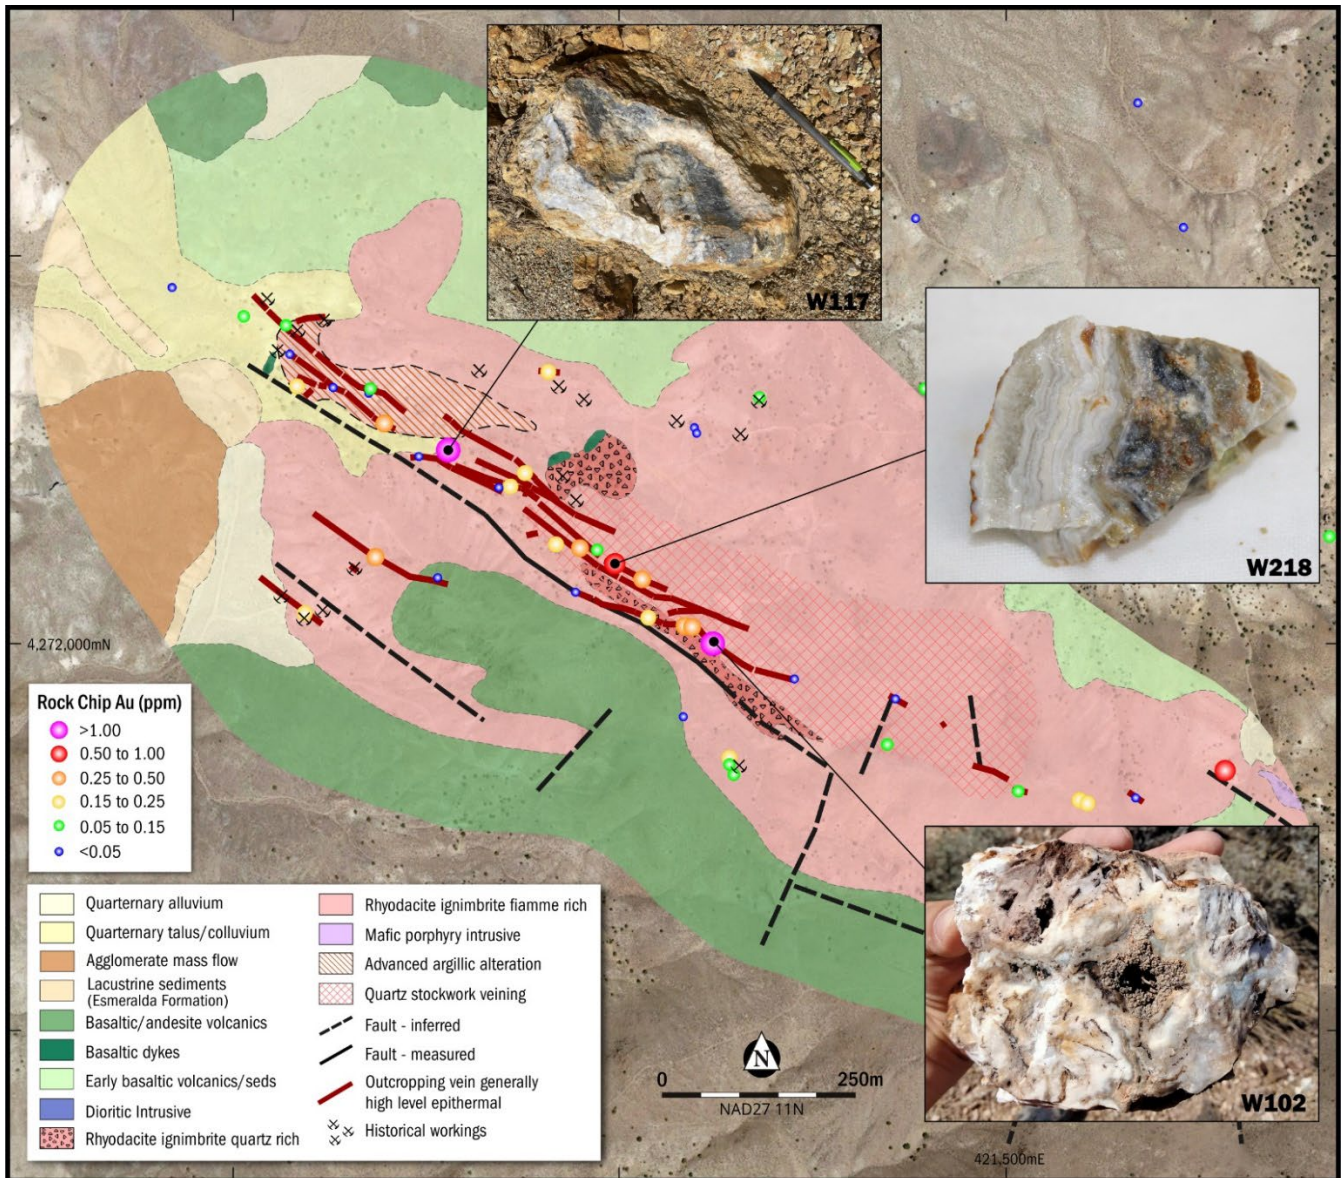 W117
W218
4,272,000mN
Rock Chip Au (ppm)
>1.00
0.50 to 1.00
0.25 to 0.50
0.15 to 0.25
0.05 to 0.15
<0.05
Quarternary alluvium
Quarternary talus/colluvium
Agglomerate mass flow
Lacustrine sediments
(Esmeralda Formation)
Basaltic/andesite volcanics
Basaltic dykes
Early basaltic volcanics/seds
Dioritic Intrusive
Rhyodacite ignimbrite quartz rich
Rhyodacite ignimbrite fiamme rich
Mafic porphyry intrusive
Advanced argillic alteration
Quartz stockwork veining
Fault - inferred
Fault - measured
Outcropping vein generally
high level epithermal
Historical workings
N
0 250m
NAD27 11N
W102
421,500mE